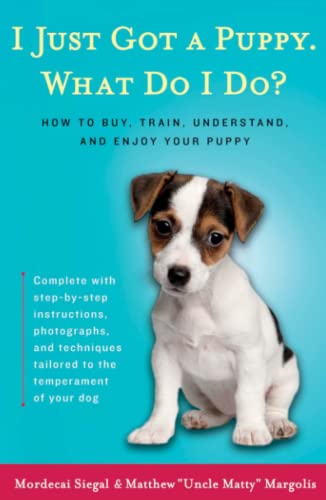 I Just Got a Puppy.
What Do I Do?
HOW TO BUY, TRAIN, UNDERSTAND,
AND ENJOY YOUR PUPPY
Complete with
step-by-step
instructions,
photographs,
and techniques
tailored to the
temperament
of your dog
Mordecai Siegal & Matthew "Uncle Matty" Margolis